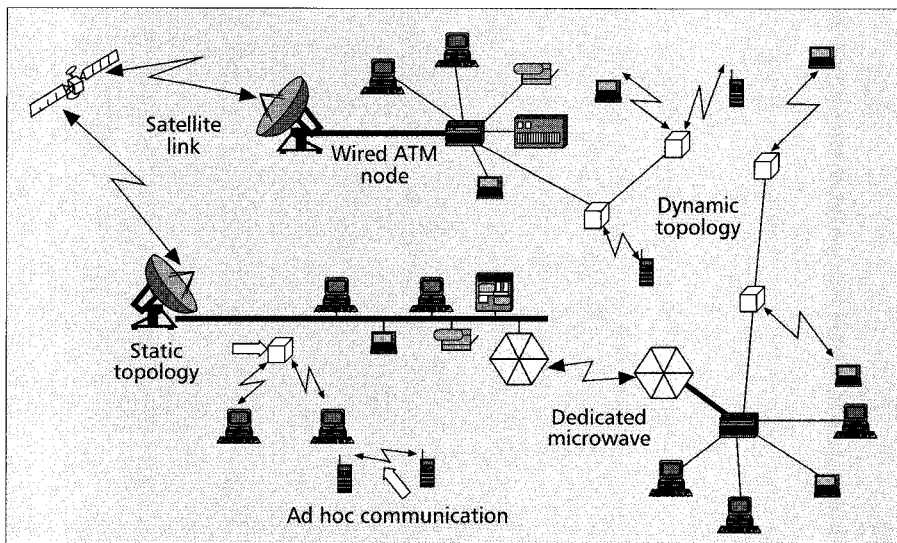 Satellite
link
Wired ATM
node
Dynamic
topology
Static
topology
Dedicated
microwave
Ad hoc communication